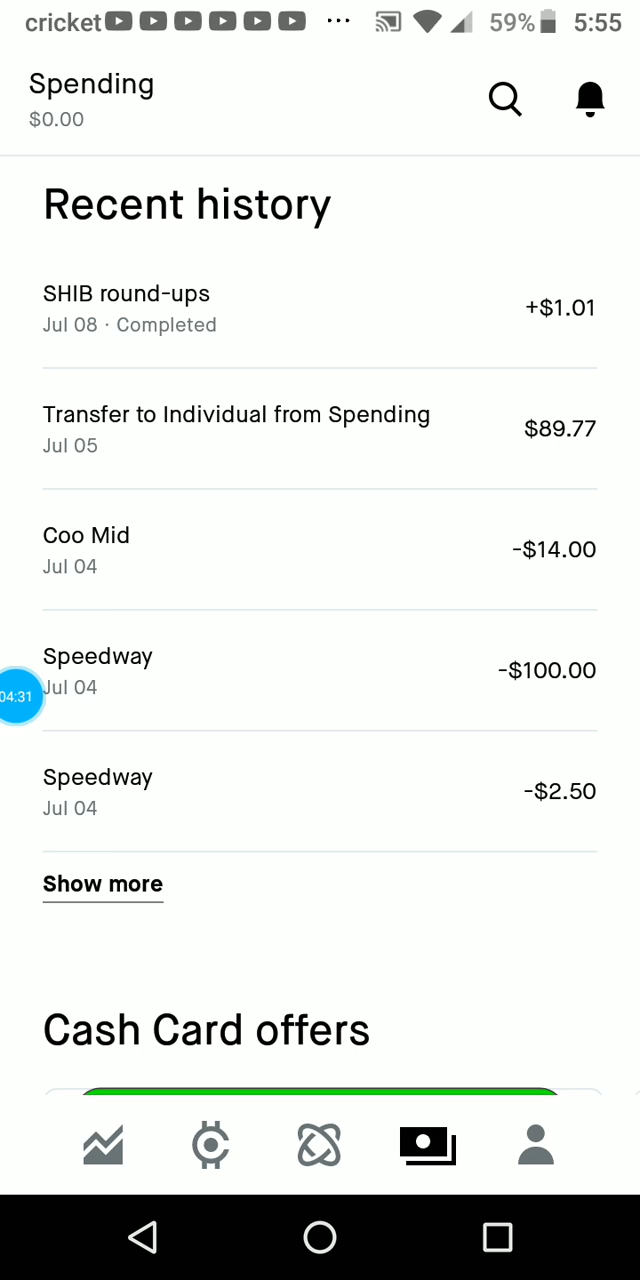 cricket ... 59% 5:55
Spending
$0.00
Recent history
SHIB round-ups
+$1.01
Jul 08 · Completed
Transfer to Individual from Spending
$89.77
Jul 05
Coo Mid
-$14.00
Jul 04
Speedway
-$100.00
04:31
Jul 04
Speedway
-$2.50
Jul 04
Show more
Cash Card offers